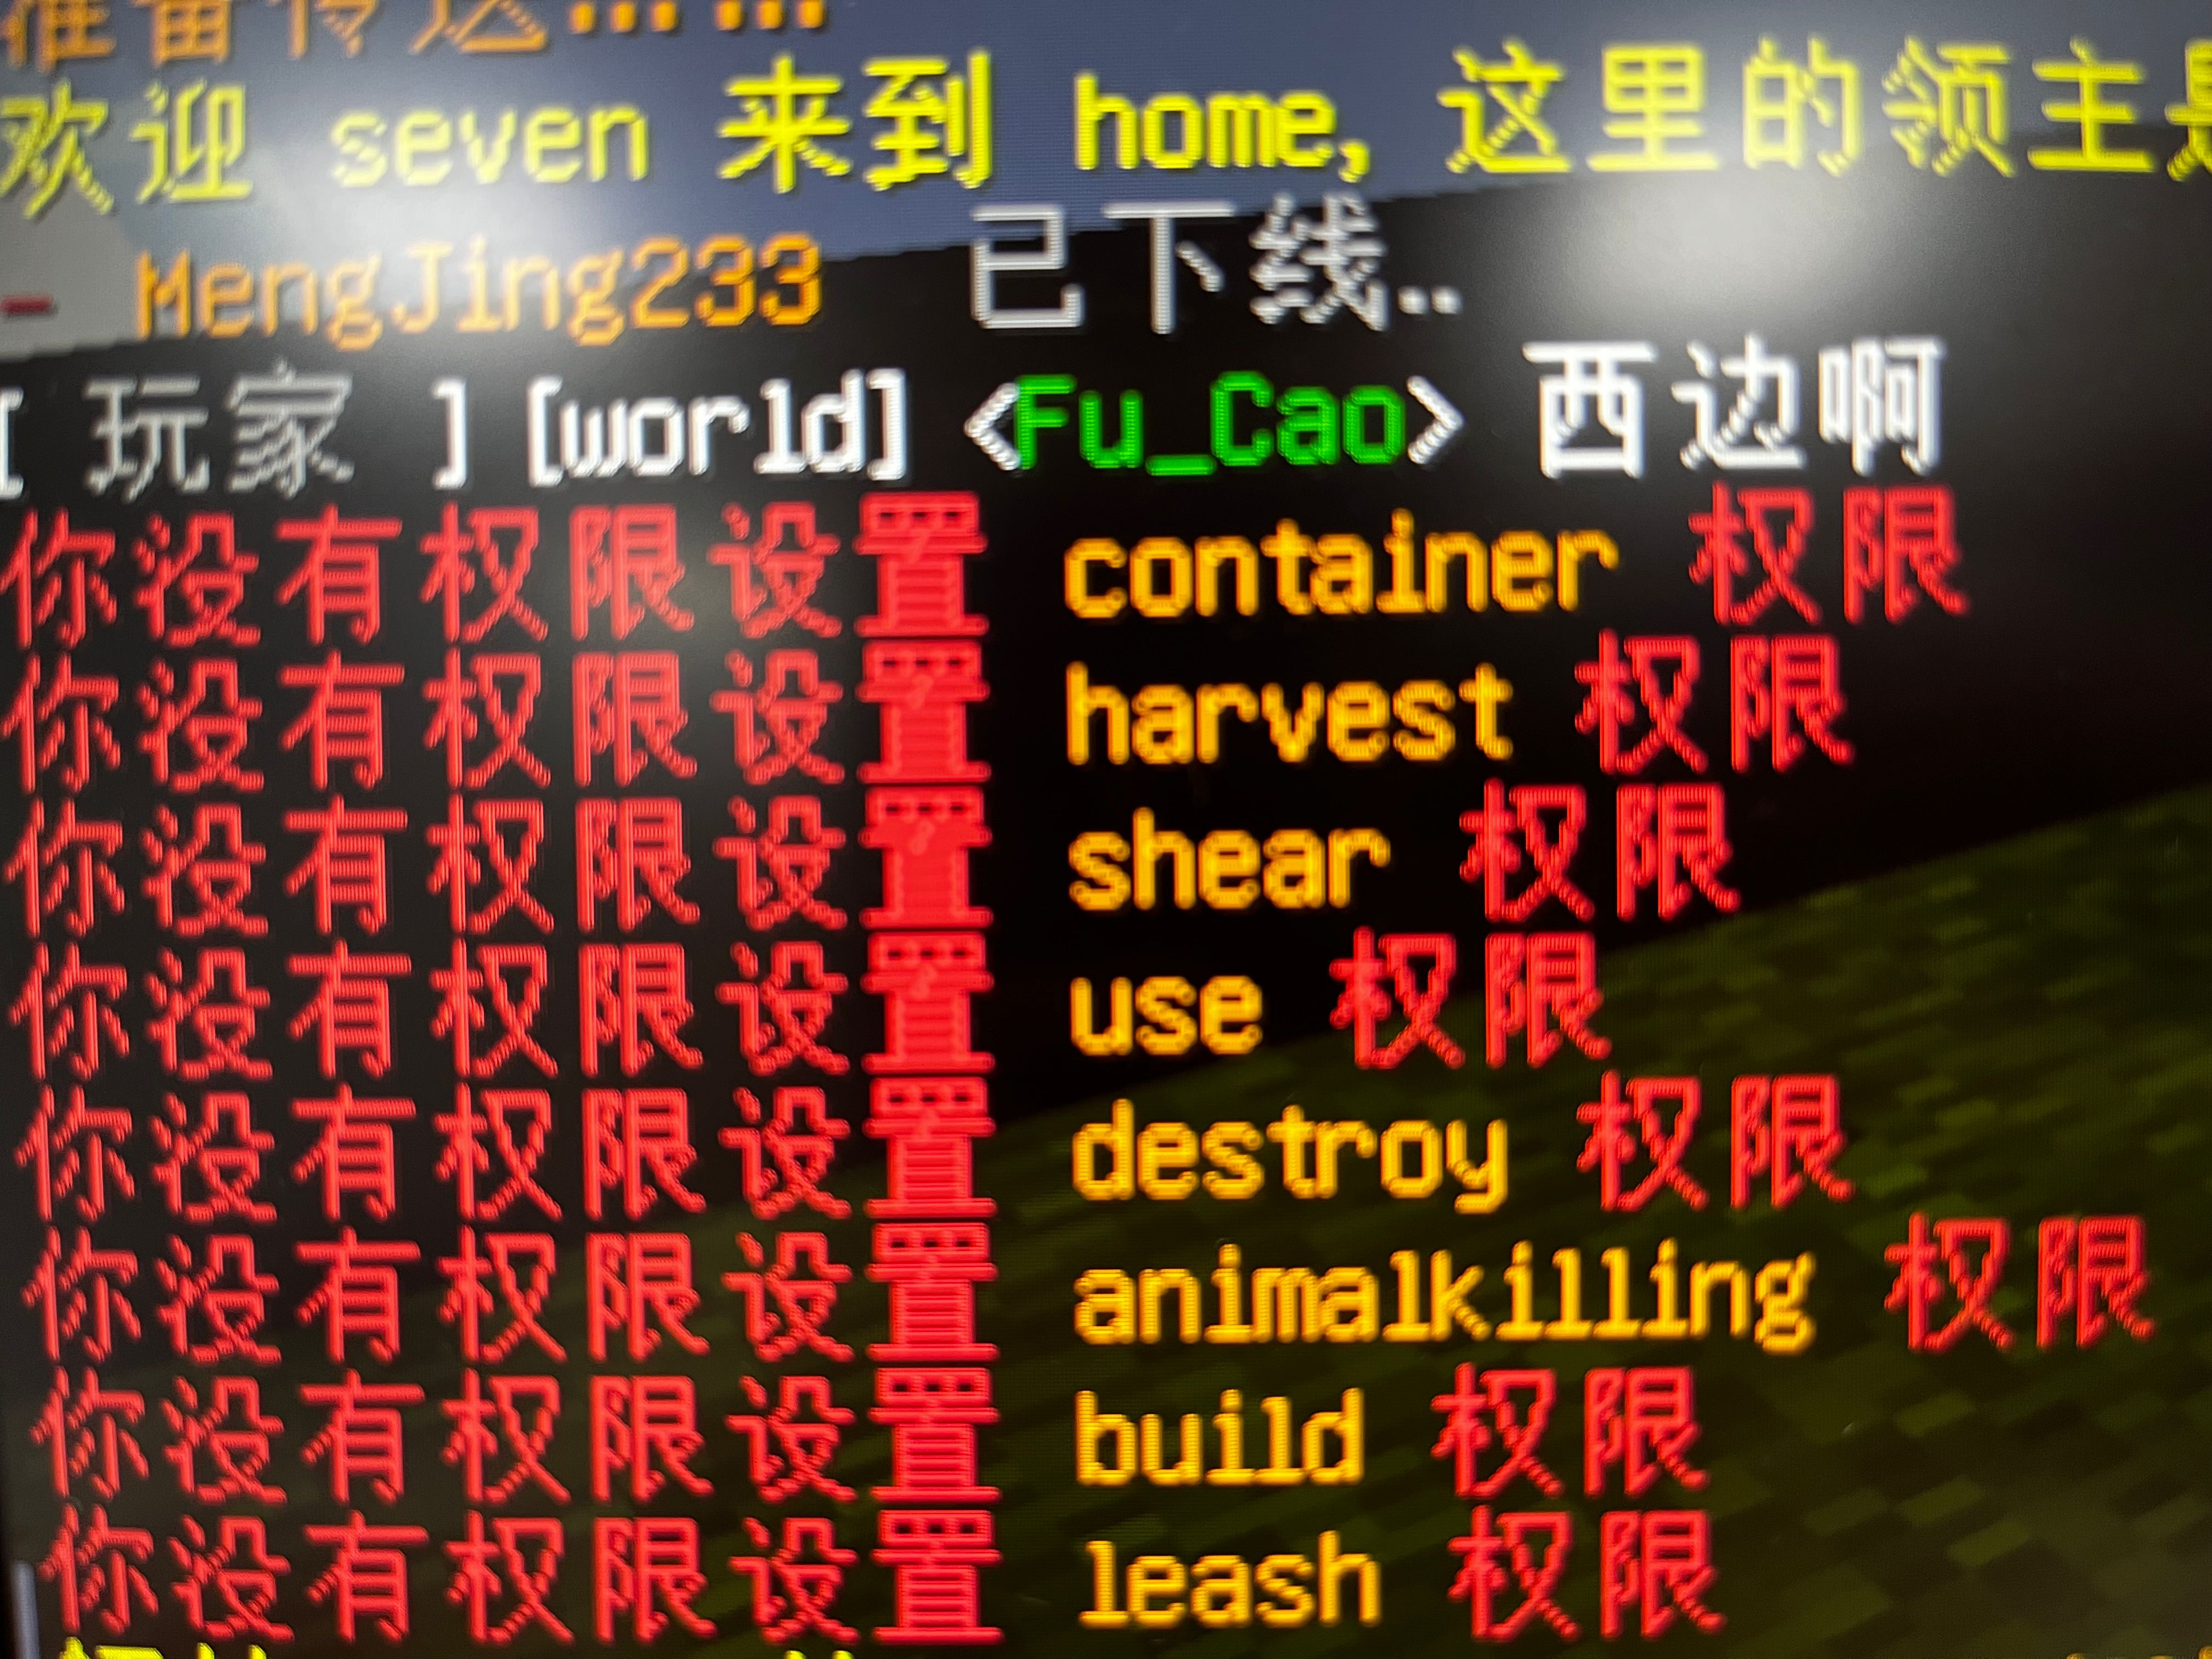 准备传送……
欢迎 seven 来到 home, 这里的领主是
- MengJing233 已下线..
[ 玩家 ] [world] <Fu_Cao> 西边啊
你没有权限设置 container 权限
你没有权限设置 harvest 权限
你没有权限设置 shear 权限
你没有权限设置 use 权限
你没有权限设置 destroy 权限
你没有权限设置 animalkilling 权限
你没有权限设置 build 权限
你没有权限设置 leash 权限